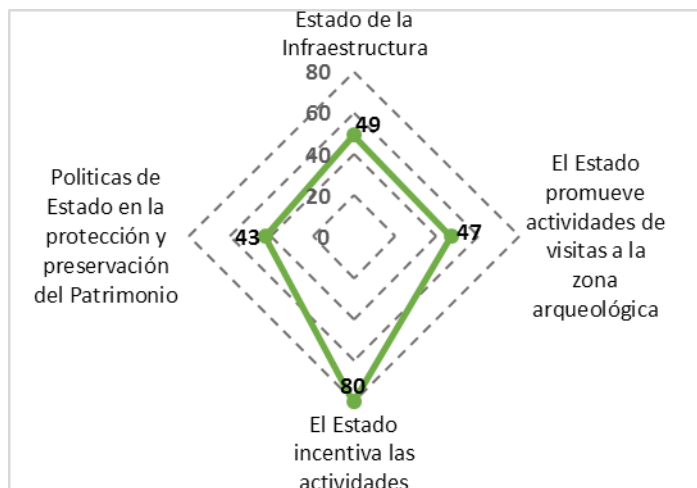 Estado de la
Infraestructura
80
60
40
20
0
49
El Estado
promueve
actividades de
visitas a la
zona
arqueológica
47
80
El Estado
incentiva las
actividades
Politicas de
Estado en la
protección y
preservación
del Patrimonio
43